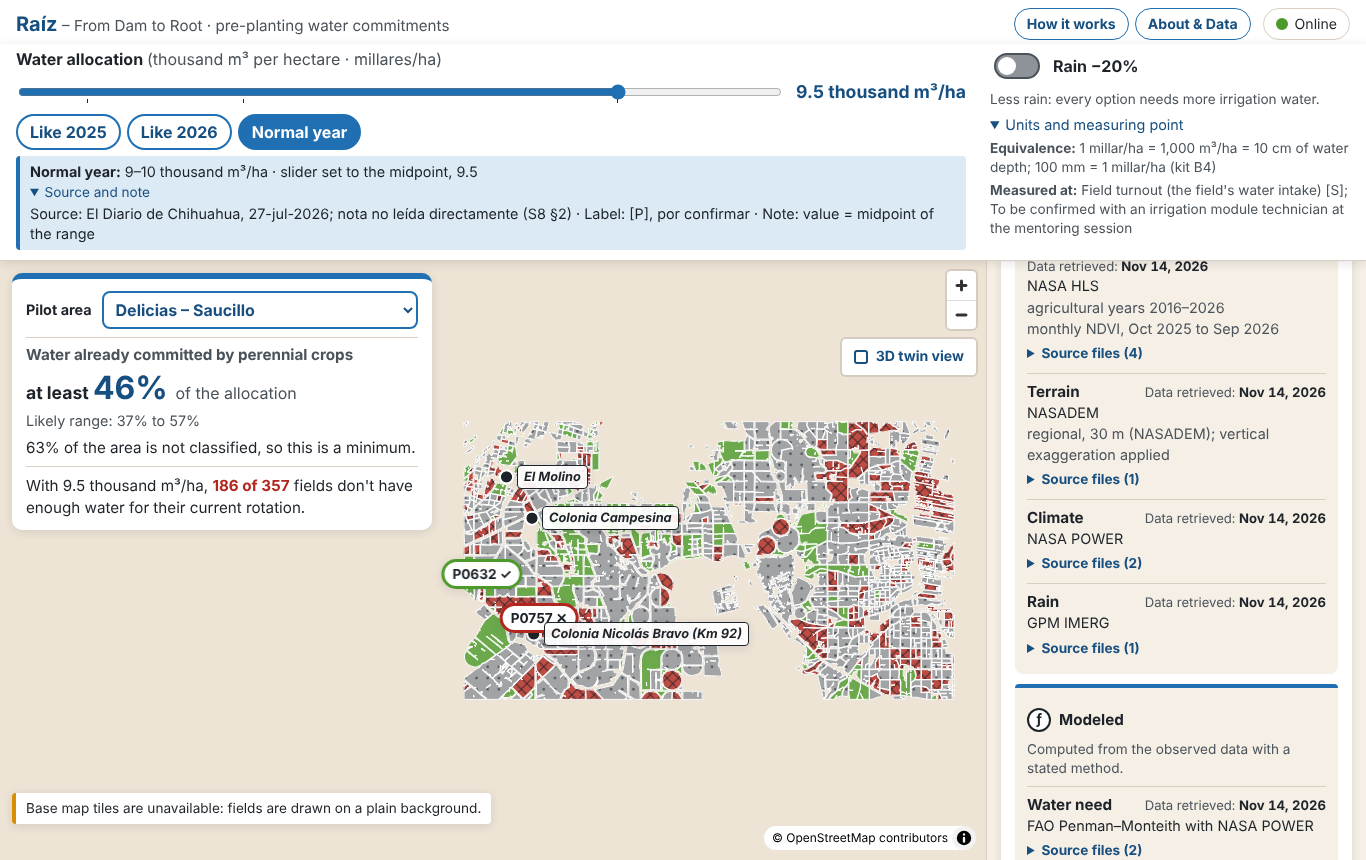 Raíz – From Dam to Root · pre-planting water commitments
How it works
About & Data
Online
Water allocation (thousand m³ per hectare · millares/ha)
9.5 thousand m³/ha
Like 2025
Like 2026
Normal year
Normal year: 9–10 thousand m³/ha · slider set to the midpoint, 9.5
▼ Source and note
Source: El Diario de Chihuahua, 27-jul-2026; nota no leída directamente (S8 §2) · Label: [P], por confirmar · Note: value = midpoint of
the range
Rain −20%
Less rain: every option needs more irrigation water.
▼ Units and measuring point
Equivalence: 1 millar/ha = 1,000 m³/ha = 10 cm of water
depth; 100 mm = 1 millar/ha (kit B4)
Measured at: Field turnout (the field's water intake) [S];
To be confirmed with an irrigation module technician at
the mentoring session
Pilot area
Delicias – Saucillo
Water already committed by perennial crops
at least 46% of the allocation
Likely range: 37% to 57%
63% of the area is not classified, so this is a minimum.
With 9.5 thousand m³/ha, 186 of 357 fields don't have
enough water for their current rotation.
+
−
3D twin view
El Molino
Colonia Campesina
P0632 ✓
P0757 ✕
Colonia Nicolás Bravo (Km 92)
Base map tiles are unavailable: fields are drawn on a plain background.
© OpenStreetMap contributors
Data retrieved: Nov 14, 2026
NASA HLS
agricultural years 2016–2026
monthly NDVI, Oct 2025 to Sep 2026
▶ Source files (4)
Terrain Data retrieved: Nov 14, 2026
NASADEM
regional, 30 m (NASADEM); vertical
exaggeration applied
▶ Source files (1)
Climate Data retrieved: Nov 14, 2026
NASA POWER
▶ Source files (2)
Rain Data retrieved: Nov 14, 2026
GPM IMERG
▶ Source files (1)
ƒ Modeled
Computed from the observed data with a
stated method.
Water need Data retrieved: Nov 14, 2026
FAO Penman–Monteith with NASA POWER
▶ Source files (2)